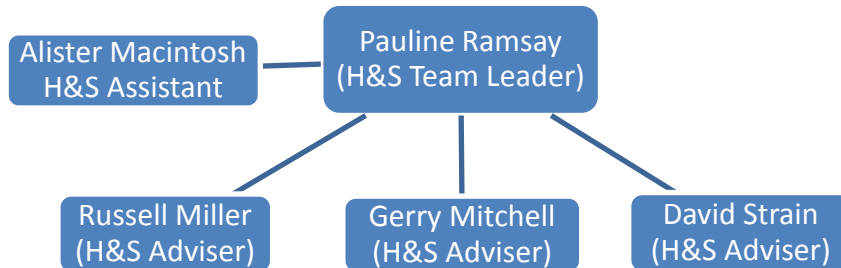 Alister Macintosh
H&S Assistant
Pauline Ramsay
(H&S Team Leader)
Russell Miller
(H&S Adviser)
Gerry Mitchell
(H&S Adviser)
David Strain
(H&S Adviser)